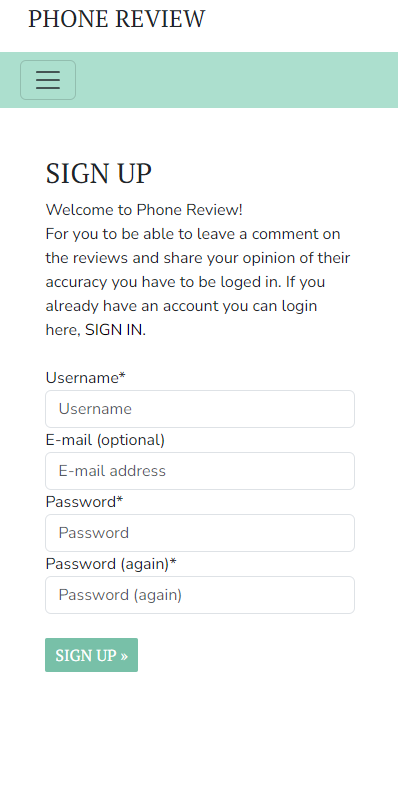 PHONE REVIEW
SIGN UP
Welcome to Phone Review!
For you to be able to leave a comment on
the reviews and share your opinion of their
accuracy you have to be loged in. If you
already have an account you can login
here, SIGN IN.
Username*
Username
E-mail (optional)
E-mail address
Password*
Password
Password (again)*
Password (again)
SIGN UP »